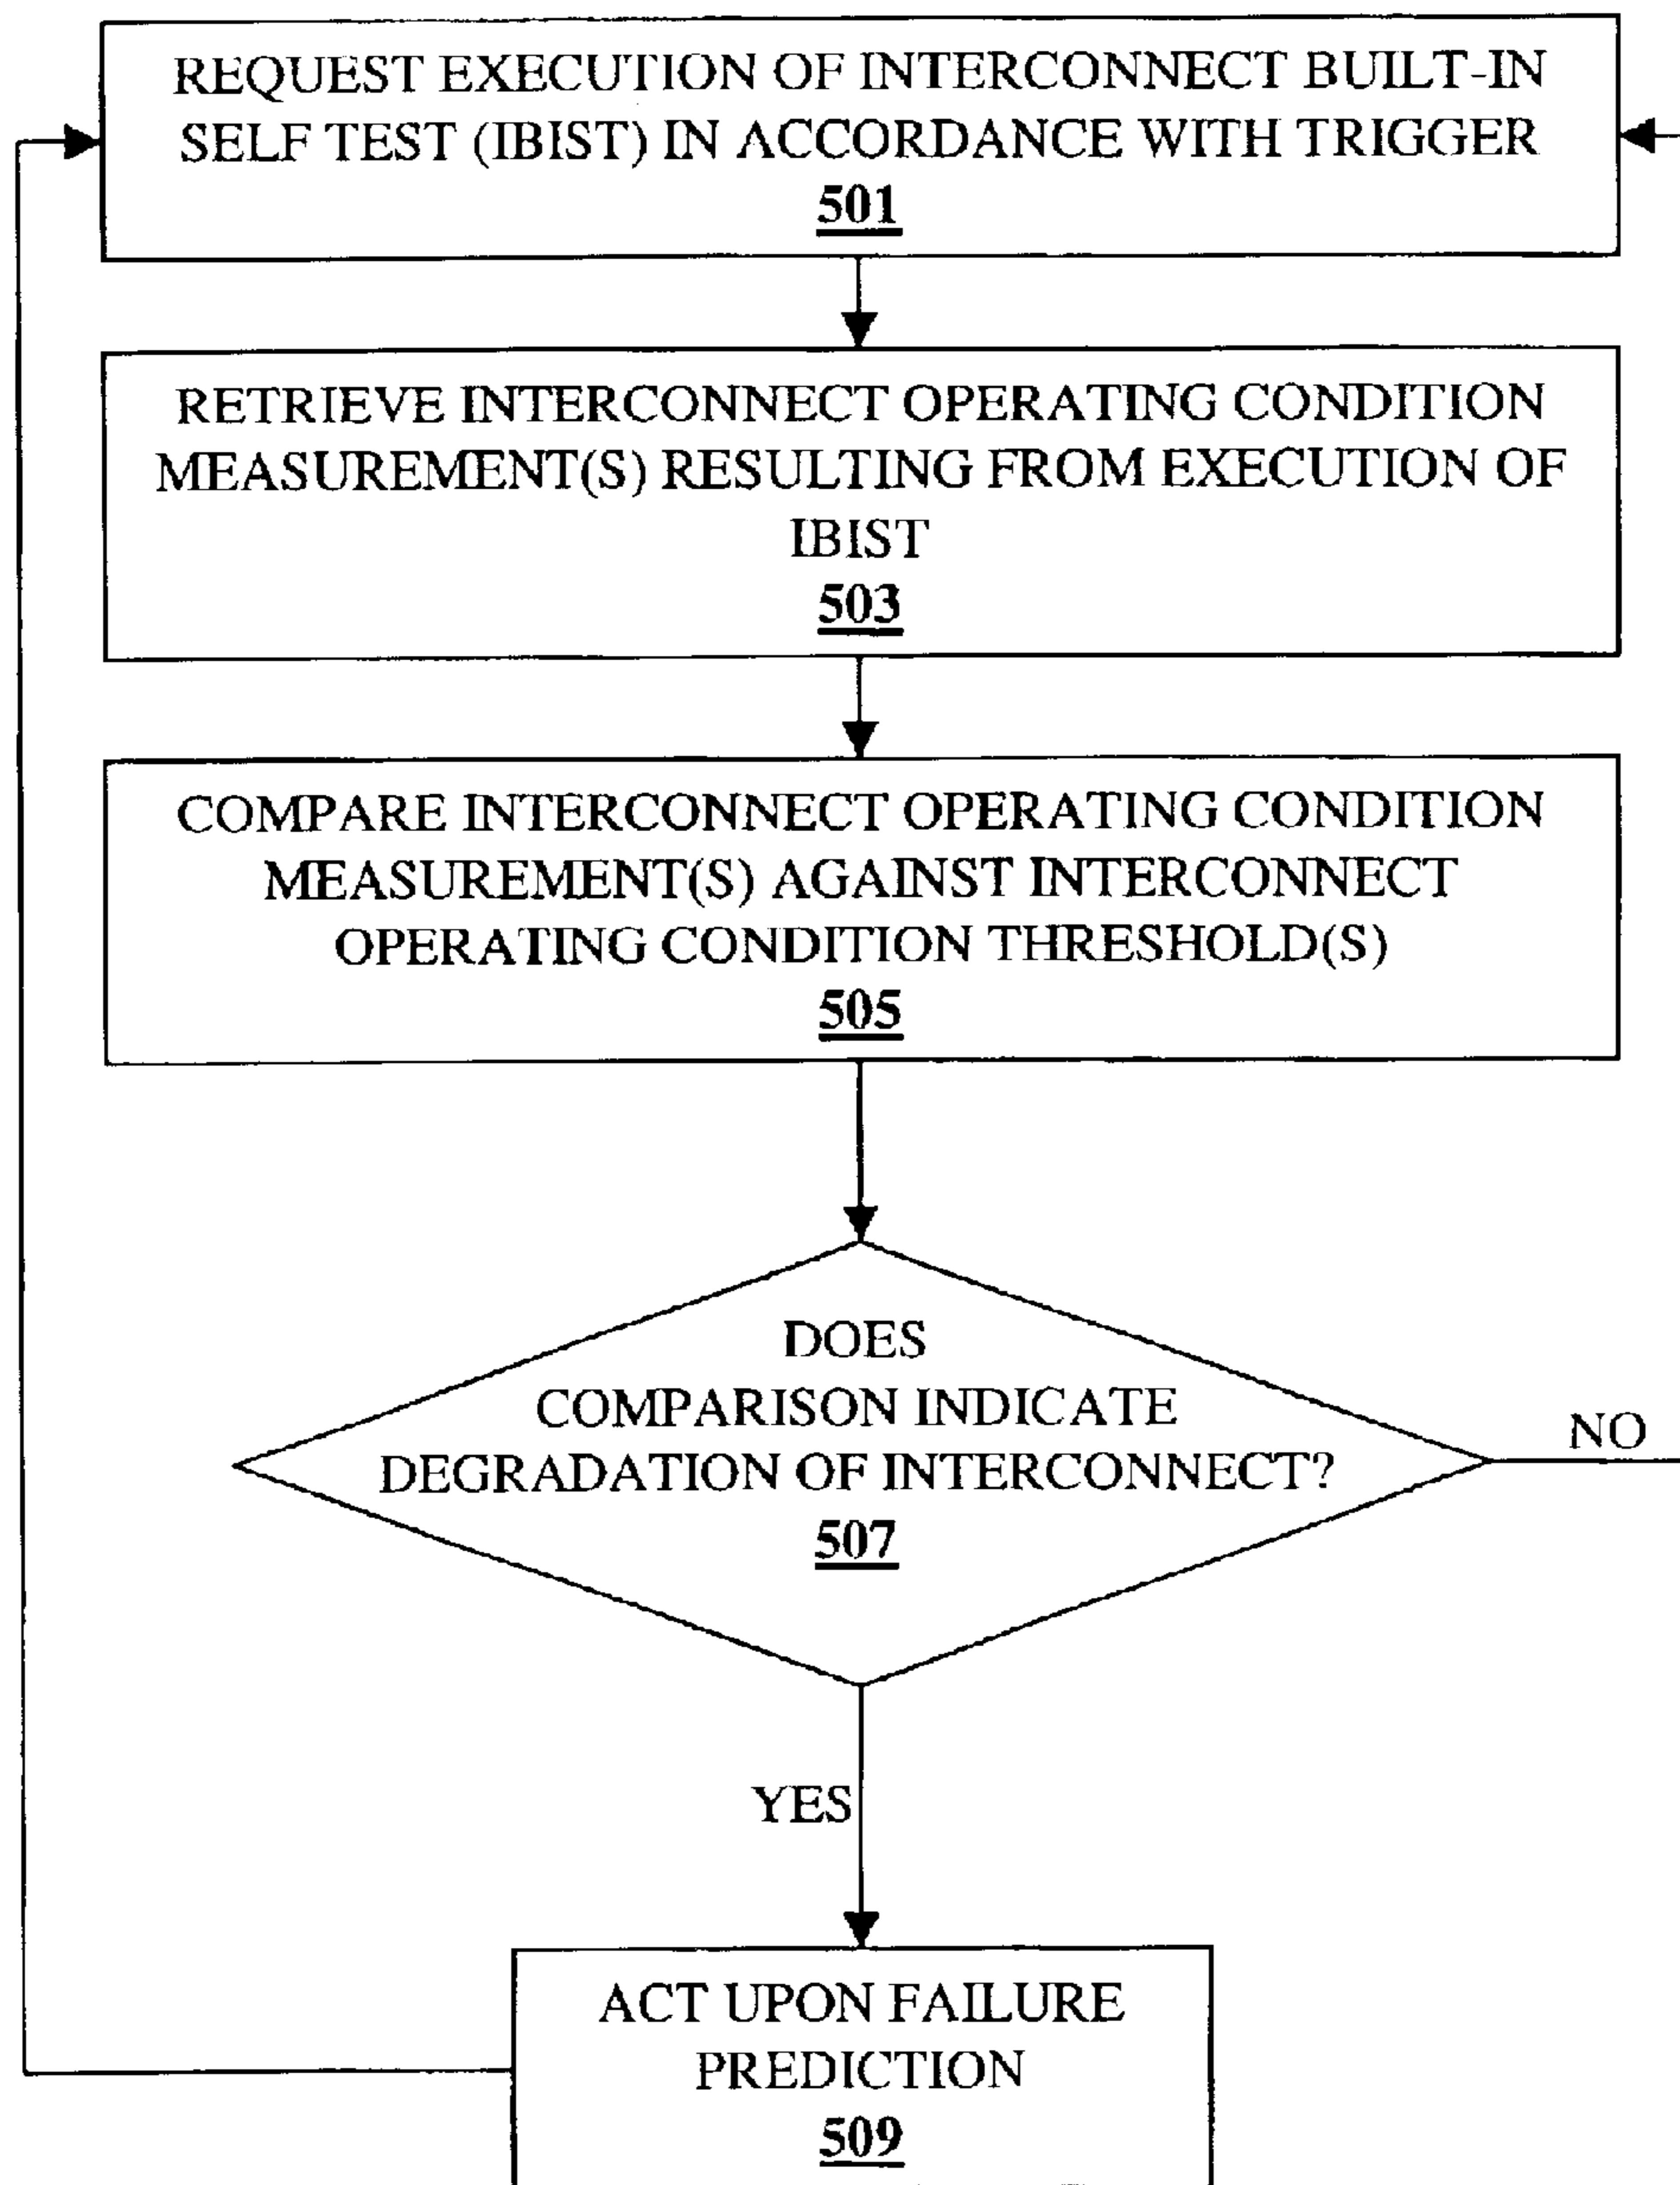 REQUEST EXECUTION OF INTERCONNECT BUILT-IN
SELF TEST (IBIST) IN ACCORDANCE WITH TRIGGER
501
RETRIEVE INTERCONNECT OPERATING CONDITION
MEASUREMENT(S) RESULTING FROM EXECUTION OF
IBIST
503
COMPARE INTERCONNECT OPERATING CONDITION
MEASUREMENT(S) AGAINST INTERCONNECT
OPERATING CONDITION THRESHOLD(S)
505
DOES
COMPARISON INDICATE
DEGRADATION OF INTERCONNECT?
507
NO
YES
ACT UPON FAILURE
PREDICTION
509